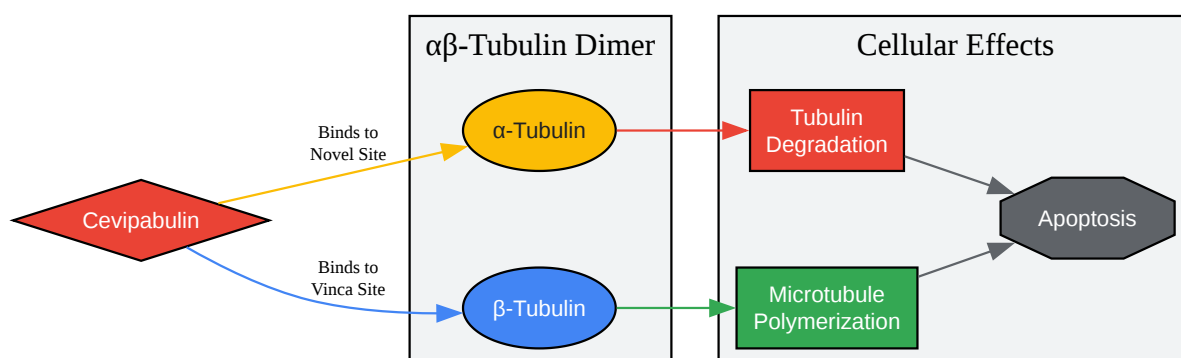 αβ-Tubulin Dimer
Cellular Effects
Cevipabulin
Binds to
Novel Site
Binds to
Vinca Site
α-Tubulin
β-Tubulin
Tubulin
Degradation
Microtubule
Polymerization
Apoptosis